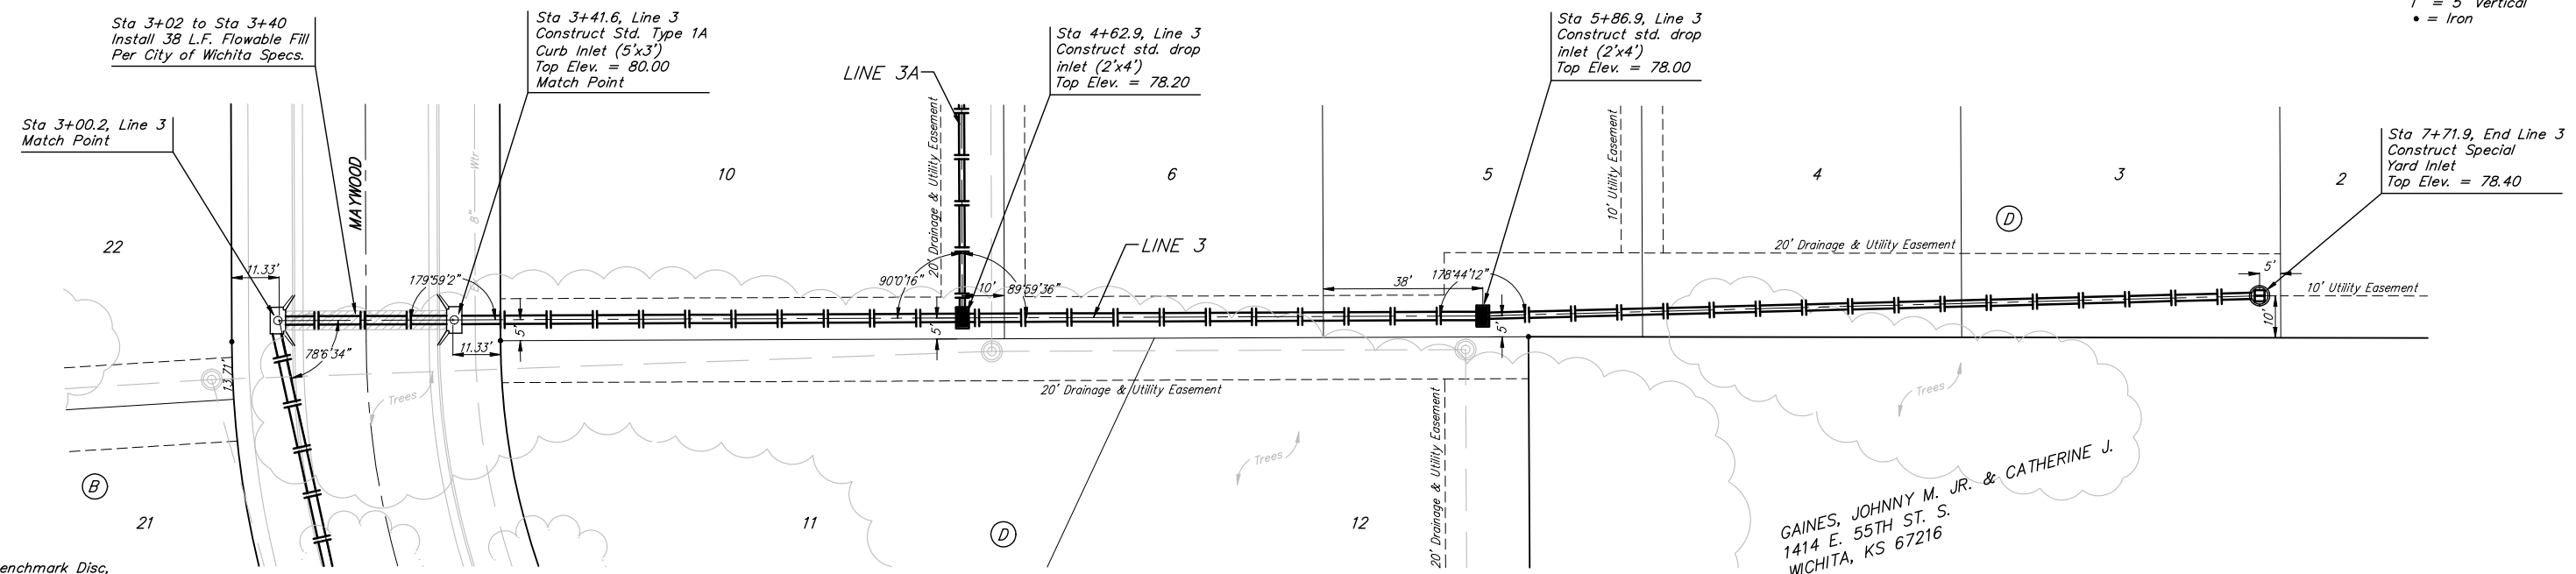 Sta 3+02 to Sta 3+40
Install 38 L.F. Flowable Fill
Per City of Wichita Specs.
Sta 3+41.6, Line 3
Construct Std. Type 1A
Curb Inlet (5'x3')
Top Elev. = 80.00
Match Point
LINE 3A
Sta 4+62.9, Line 3
Construct std. drop
inlet (2'x4')
Top Elev. = 78.20
Sta 5+86.9, Line 3
Construct std. drop
inlet (2'x4')
Top Elev. = 78.00
1" = 5' Vertical
• = Iron
Sta 3+00.2, Line 3
Match Point
Sta 7+71.9, End Line 3
Construct Special
Yard Inlet
Top Elev. = 78.40
MAYWOOD
8" Wtr
20' Drainage & Utility Easement
10' Utility Easement
22
10
6
5
4
3
2
D
LINE 3
20' Drainage & Utility Easement
10' Utility Easement
11.33'
179°59'2"
90°0'16"
10'
89°59'36"
38'
178°44'12"
5'
5'
5'
5'
10'
78°6'34"
11.33'
13.71'
20' Drainage & Utility Easement
20' Drainage & Utility Easement
Trees
Trees
Trees
B
21
11
D
12
GAINES, JOHNNY M. JR. & CATHERINE J.
1414 E. 55TH ST. S.
WICHITA, KS 67216
enchmark Disc,